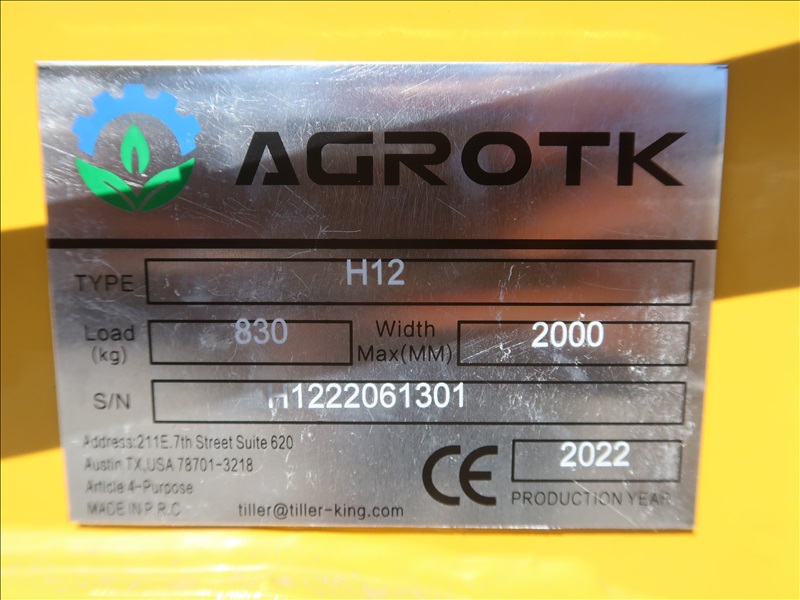 AGROTK
TYPE H12
Load (kg) 830 Width Max(MM) 2000
S/N H1222061301
Address:211E.7th Street Suite 620
Austin TX,USA 78701-3218
Article 4-Purpose
MADE IN P.R.C
tiller@tiller-king.com
CE
2022
PRODUCTION YEAR